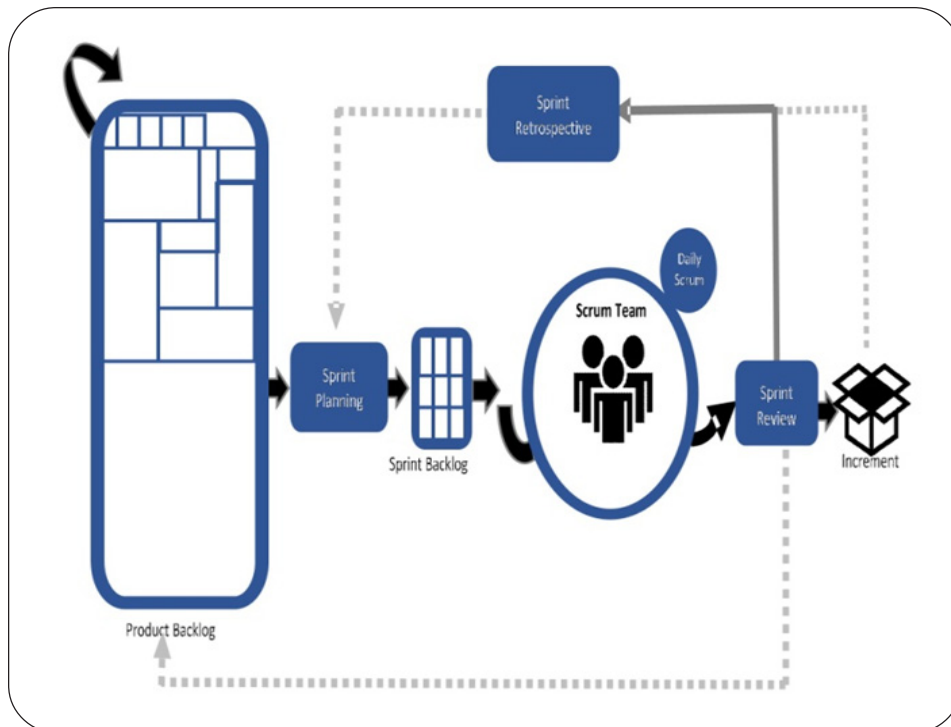 Sprint
Retrospective
Daily
Scrum
Scrum Team
Sprint
Planning
Sprint
Review
Sprint Backlog
Increment
Product Backlog